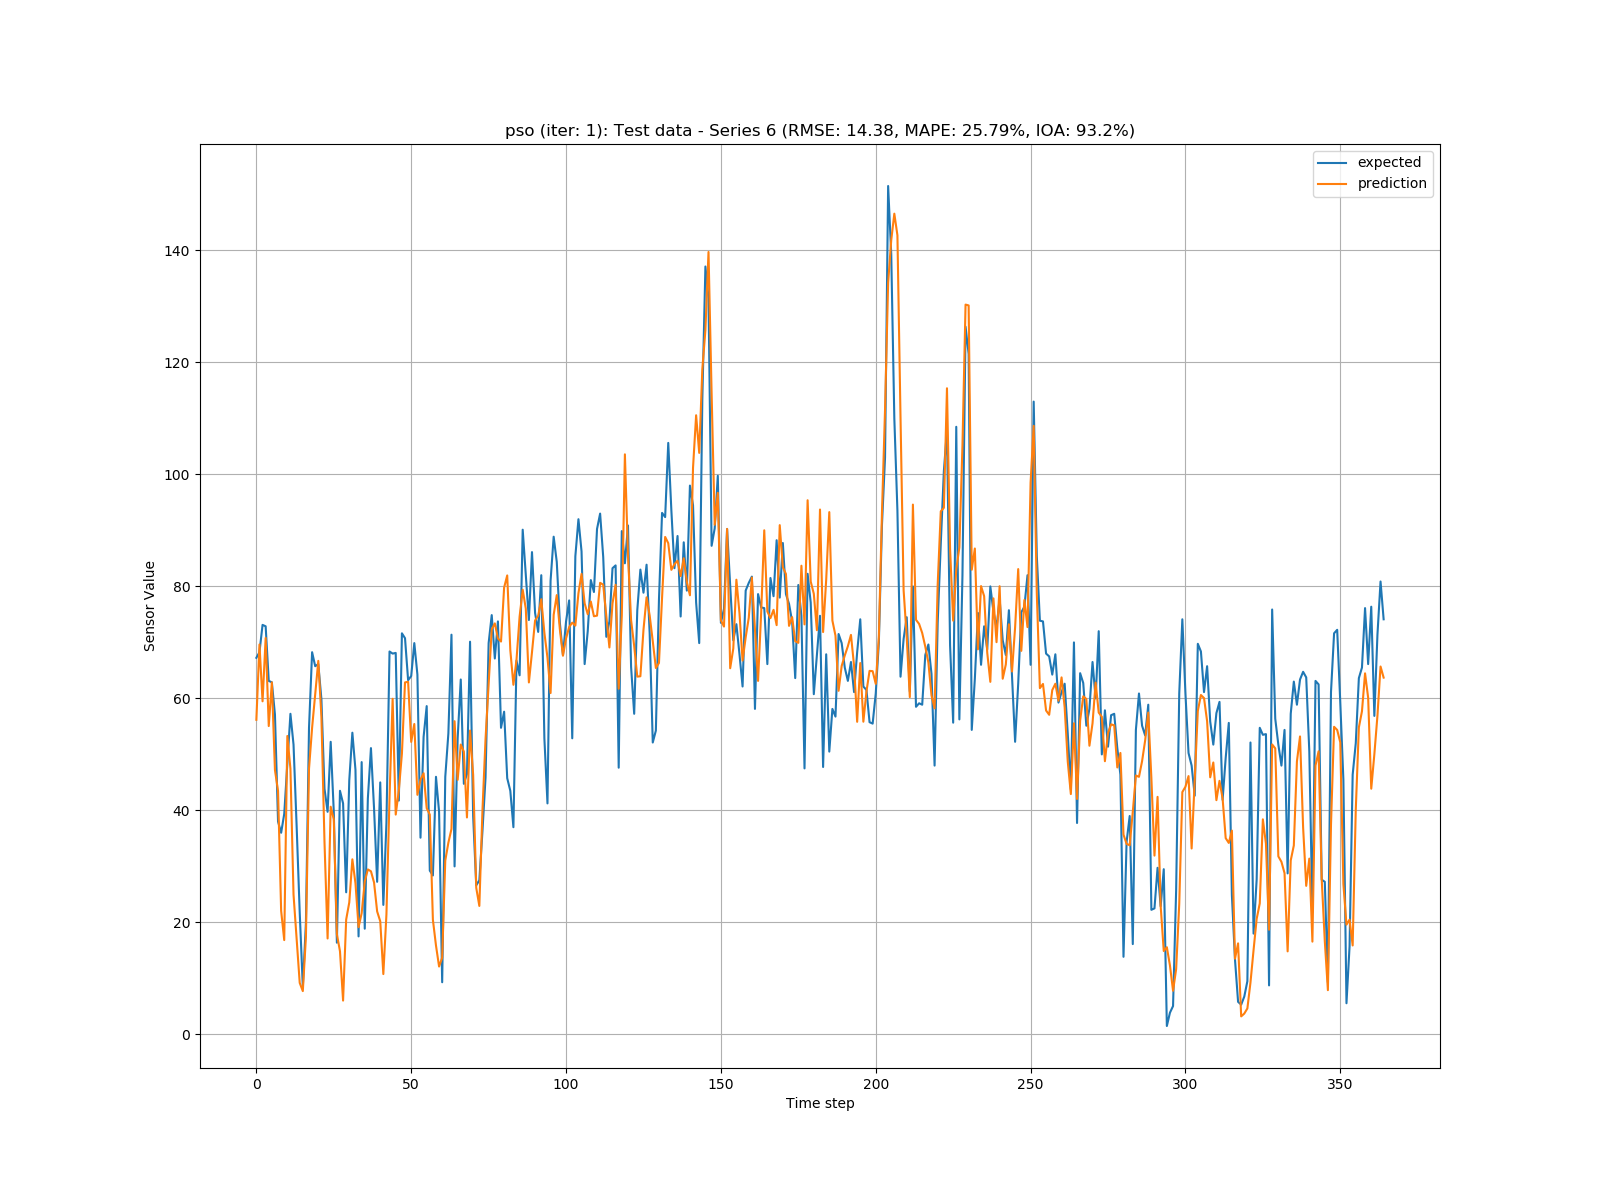 pso (iter: 1): Test data - Series 6 (RMSE: 14.38, MAPE: 25.79%, IOA: 93.2%)
expected
prediction
Sensor Value
140
120
100
80
60
40
20
0
0 50 100 150 200 250 300 350
Time step